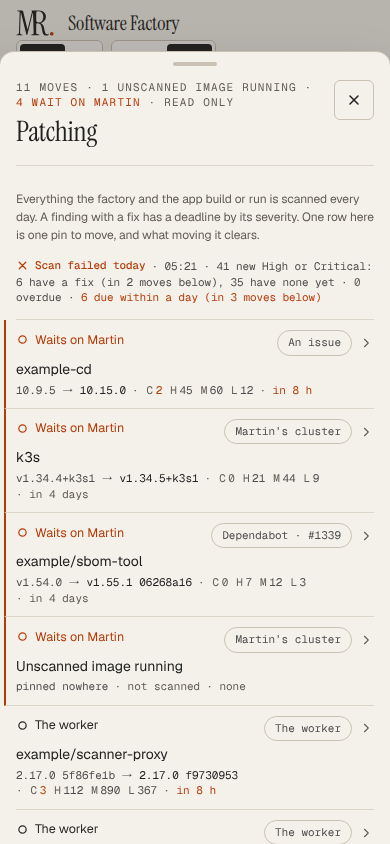 MR. Software Factory
11 MOVES · 1 UNSCANNED IMAGE RUNNING ·
4 WAIT ON MARTIN · READ ONLY
Patching
Everything the factory and the app build or run is scanned every
day. A finding with a fix has a deadline by its severity. One row here
is one pin to move, and what moving it clears.
Scan failed today · 05:21 · 41 new High or Critical:
6 have a fix (in 2 moves below), 35 have none yet · 0
overdue · 6 due within a day (in 3 moves below)
Waits on Martin
An issue
example-cd
10.9.5 → 10.15.0 · C 2 H 45 M 60 L 12 · in 8 h
Waits on Martin
Martin's cluster
k3s
v1.34.4+k3s1 → v1.34.5+k3s1 · C 0 H 21 M 44 L 9
· in 4 days
Waits on Martin
Dependabot · #1339
example/sbom-tool
v1.54.0 → v1.55.1 06268a16 · C 0 H 7 M 12 L 3
· in 4 days
Waits on Martin
Martin's cluster
Unscanned image running
pinned nowhere · not scanned · none
The worker
The worker
example/scanner-proxy
2.17.0 5f86fe1b → 2.17.0 f9730953
· C 3 H 112 M 890 L 367 · in 8 h
The worker
The worker